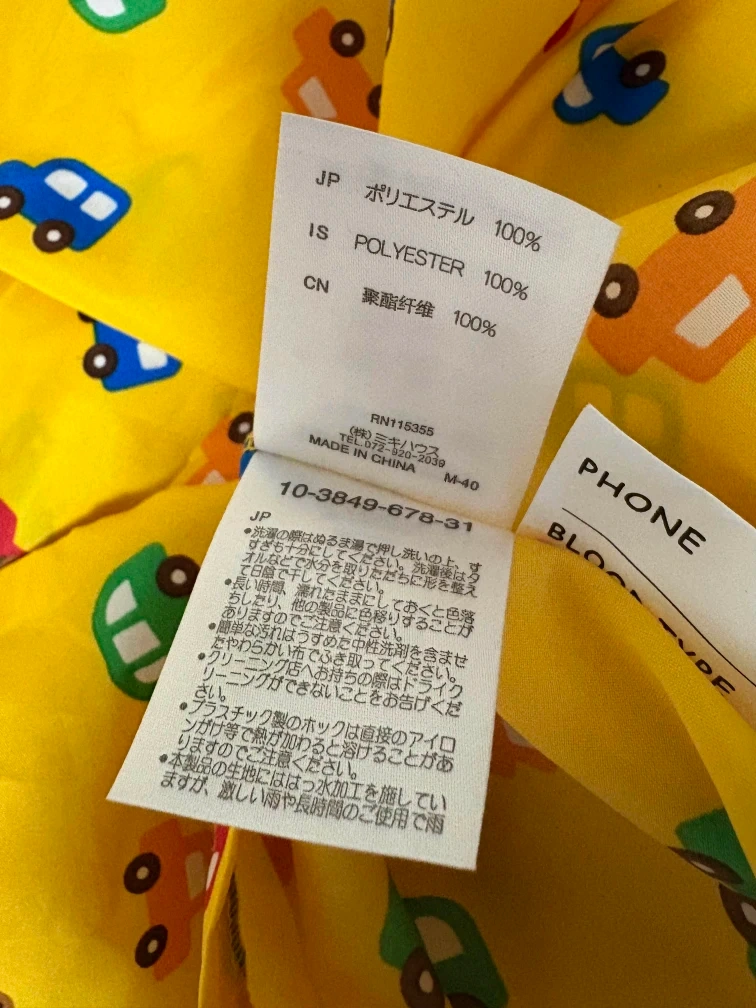 JP ポリエステル 100%
IS POLYESTER 100%
CN 聚酯纤维 100%
RN115355
(株)ミキハウス
TEL.072-920-2039
MADE IN CHINA M-40
10-3849-678-31
JP
•洗濯の際はぬるま湯で押し洗いの上、す
すぎも十分にしてください。洗濯後はタ
オルなどで水分を取りただちに形を整え
て日陰で干してください。
•長い時間、濡れたままにしておくと色落
ちしたり、他の製品に色移りすることが
ありますのでご注意ください。
•簡単な汚れはうすめた中性洗剤を含ませ
たやわらかい布でふき取ってください。
•クリーニング店へお持ちの際はドライク
リーニングができないことをお告げくだ
さい。
•プラスチック製のホックは直接のアイロ
ンがけ等で熱が加わると溶けることがあ
りますのでご注意ください。
•本製品の生地にははっ水加工を施してい
ますが、激しい雨や長時間のご使用で雨
PHONE
BLOOD TYPE